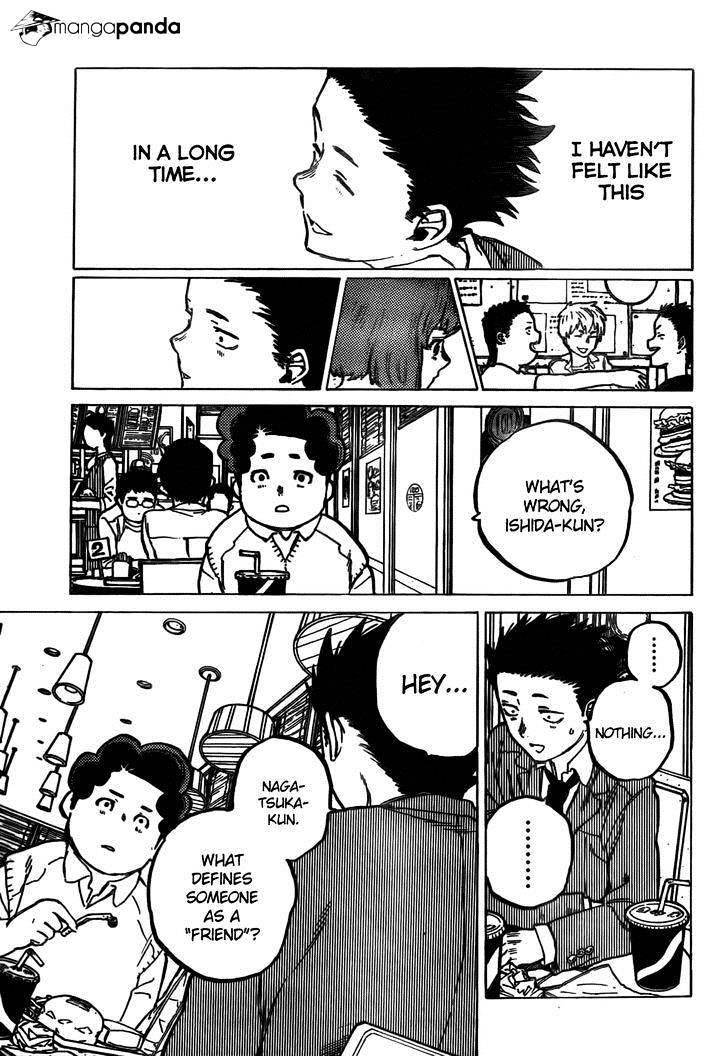 mangapanda
I HAVEN'T
FELT LIKE
THIS
IN A LONG
TIME...
WHAT'S
WRONG,
ISHIDA-KUN?
2
........
NOTHING...
........
HEY...
NAGA-
TSUKA-
KUN.
WHAT
DEFINES
SOMEONE
AS A
"FRIEND"?